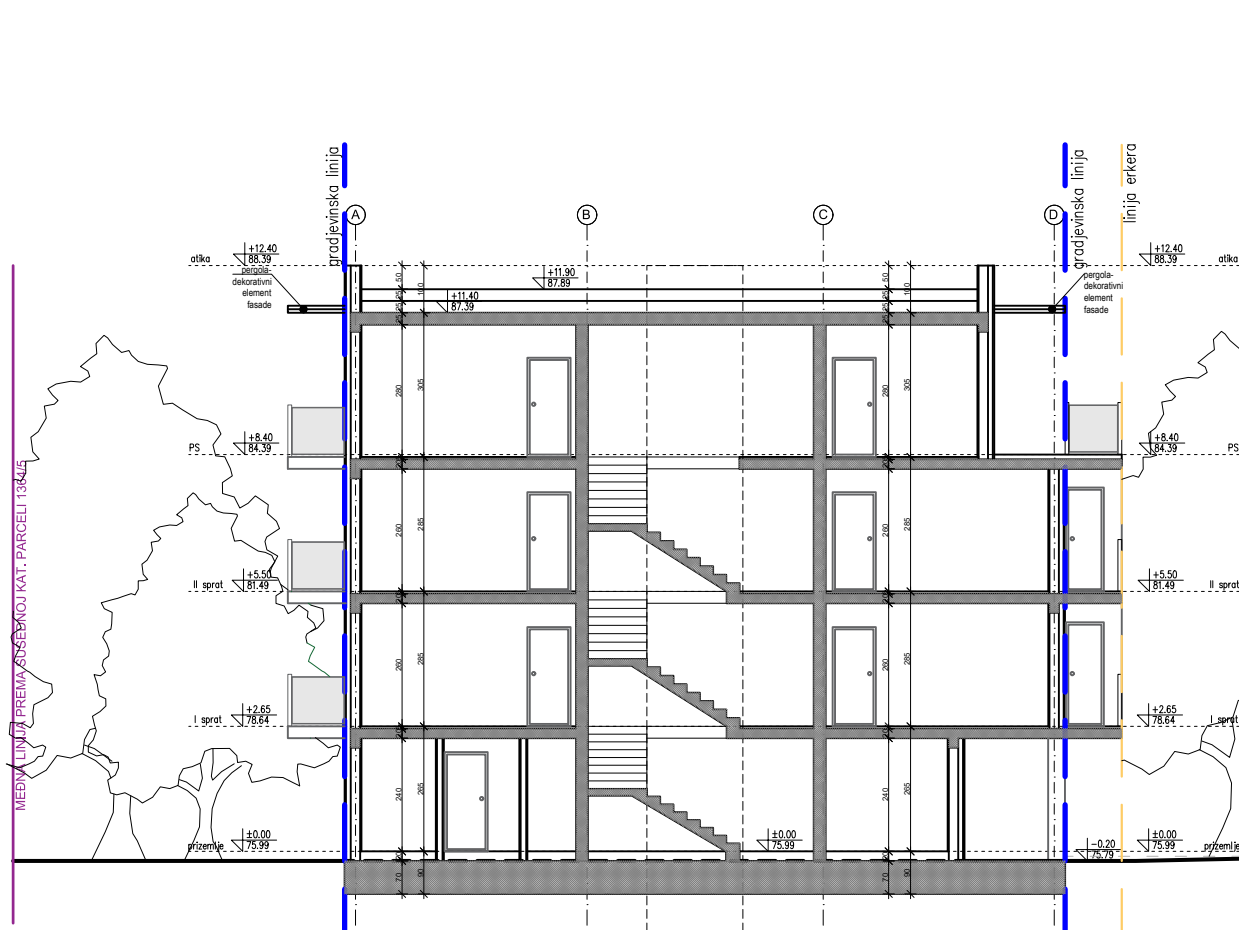 gradjevinska linija
gradjevinska linija
linija erkera
A
B
C
D
atika
+12.40
88.39
pergola-
dekorativni
element
fasade
+11.90
87.89
+11.40
87.39
+12.40
88.39
atika
pergola-
dekorativni
element
fasade
50
100
50
100
280
305
280
305
PS
+8.40
84.39
+8.40
84.39
PS
MEĐNA LINIJA PREMA SUSEDNOJ KAT. PARCELI 1364/5
260
285
260
285
II sprat
+5.50
81.49
+5.50
81.49
II sprat
260
285
260
285
I sprat
+2.65
78.64
+2.65
78.64
I sprat
240
265
240
265
prizemlje
±0.00
75.99
±0.00
75.99
-0.20
75.79
±0.00
75.99
prizemlje
70
90
70
90